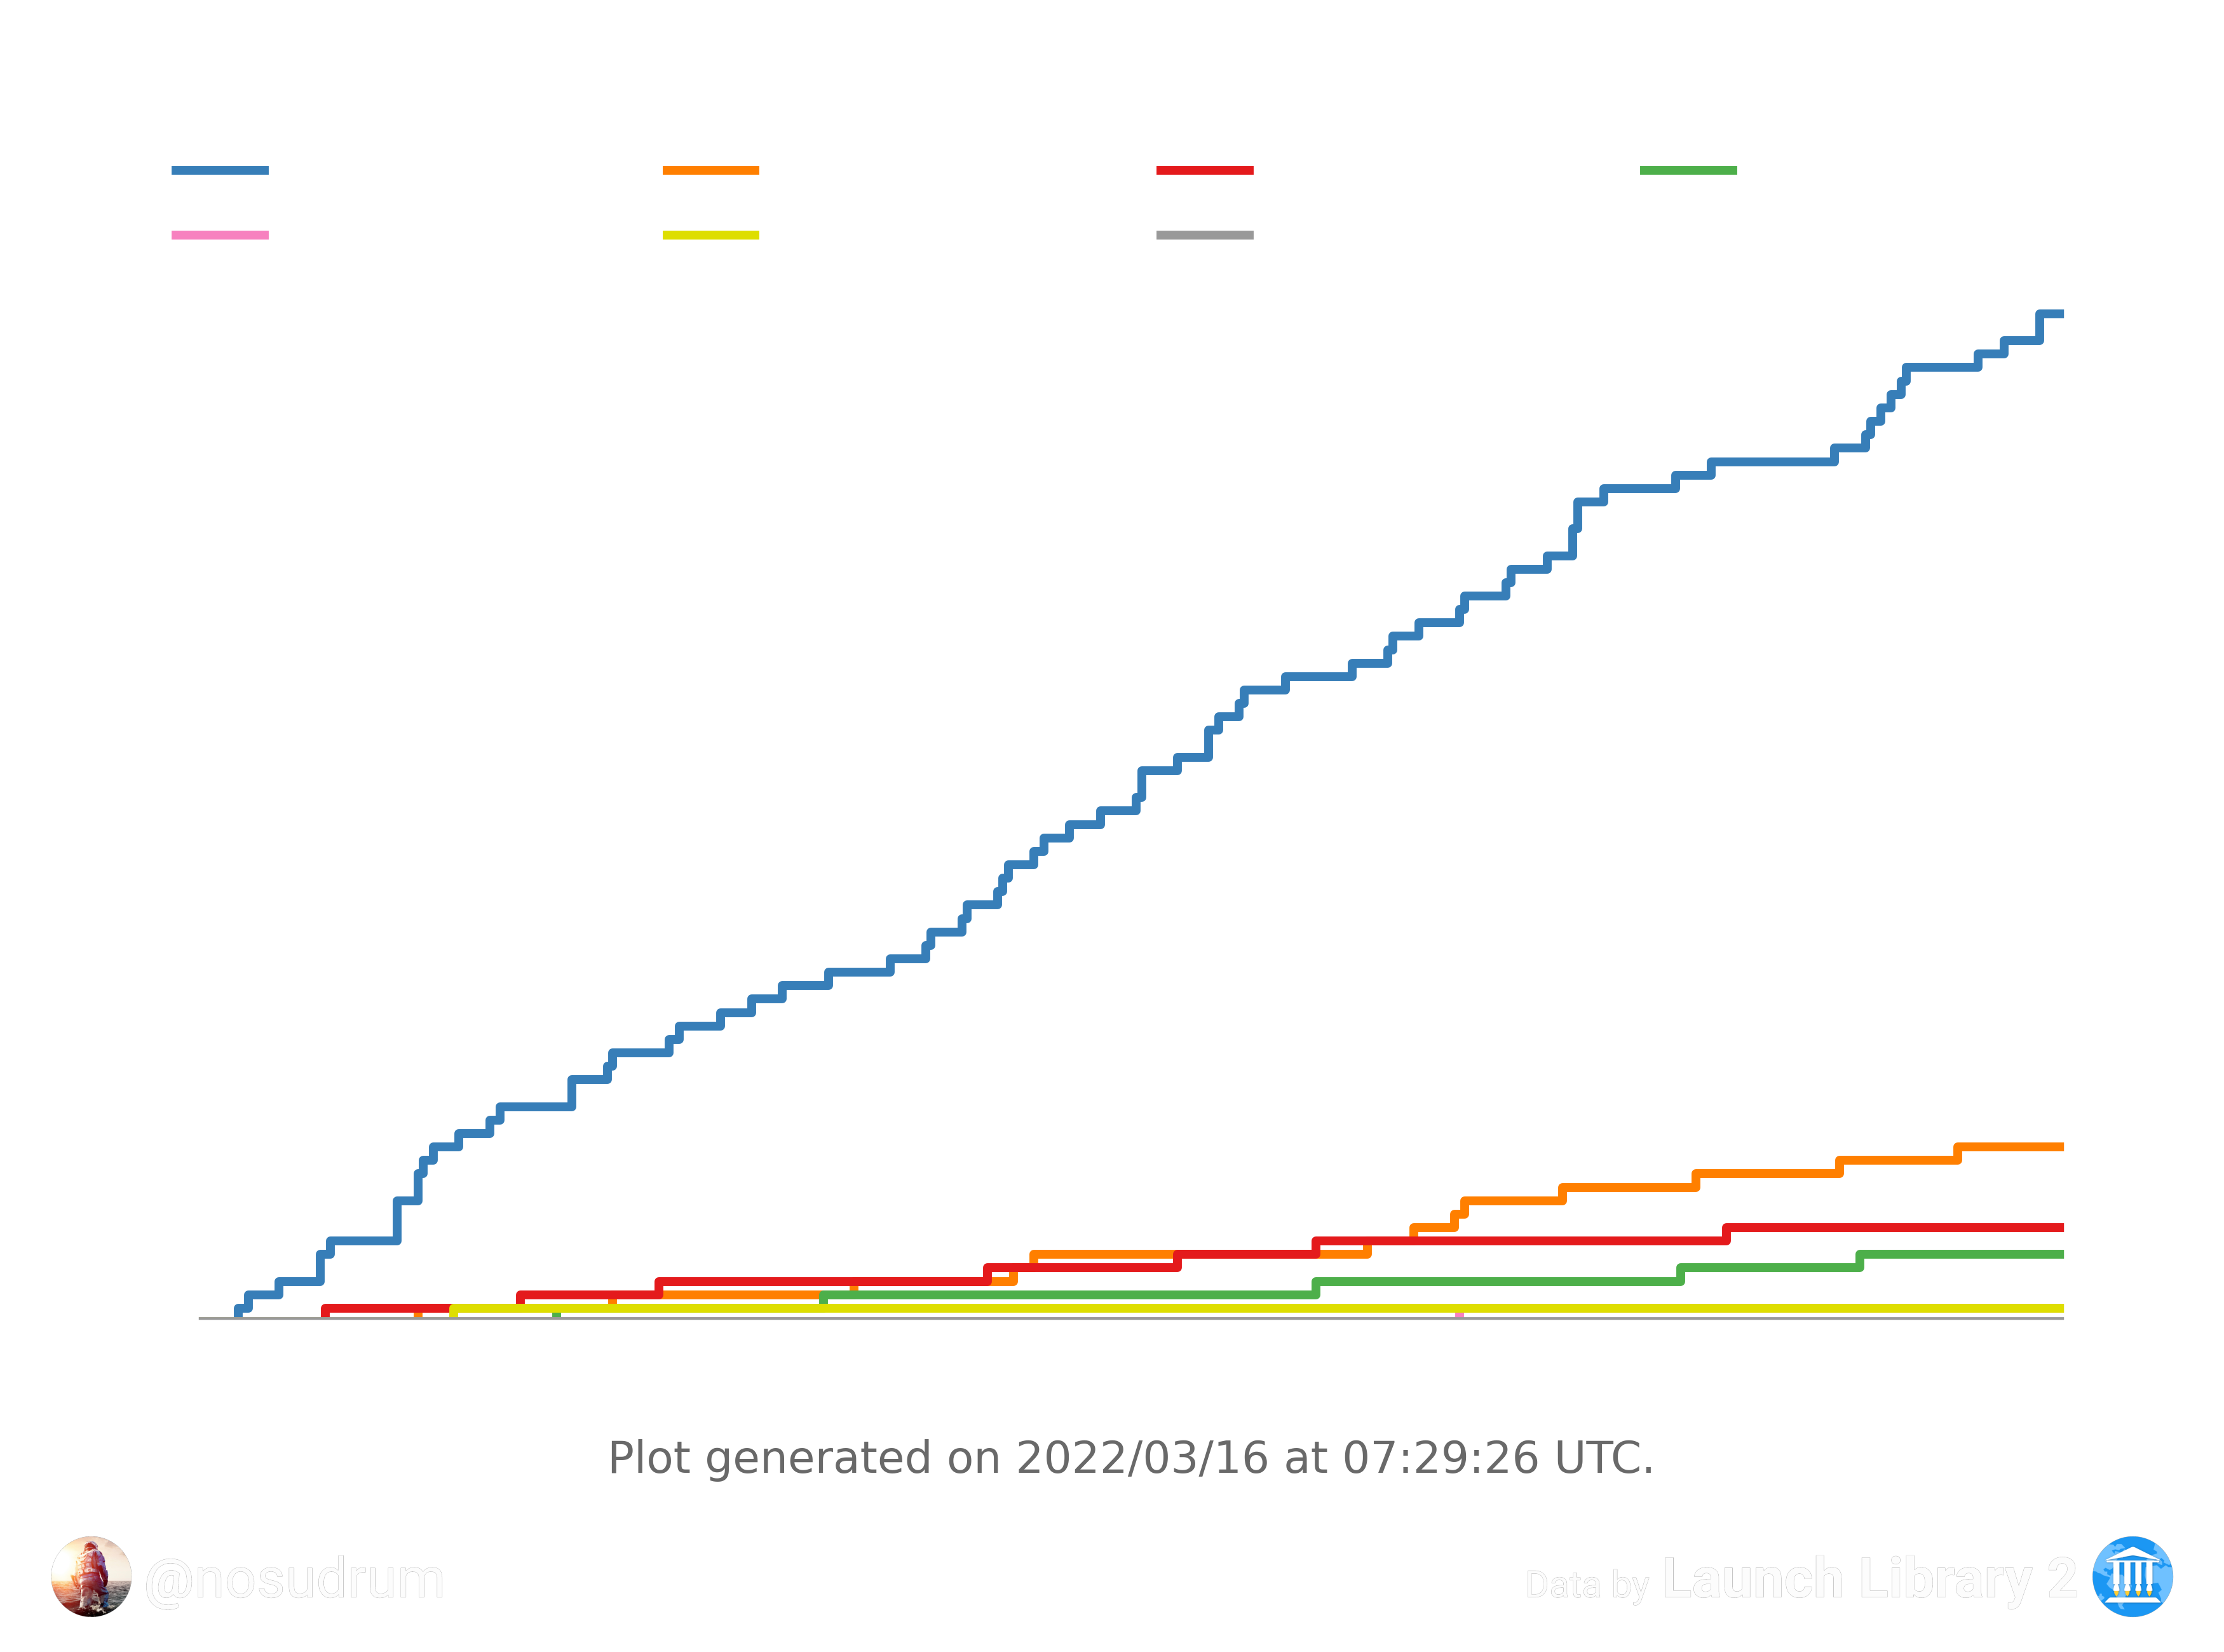 Plot generated on 2022/03/16 at 07:29:26 UTC.
@nosudrum
Data by Launch Library 2